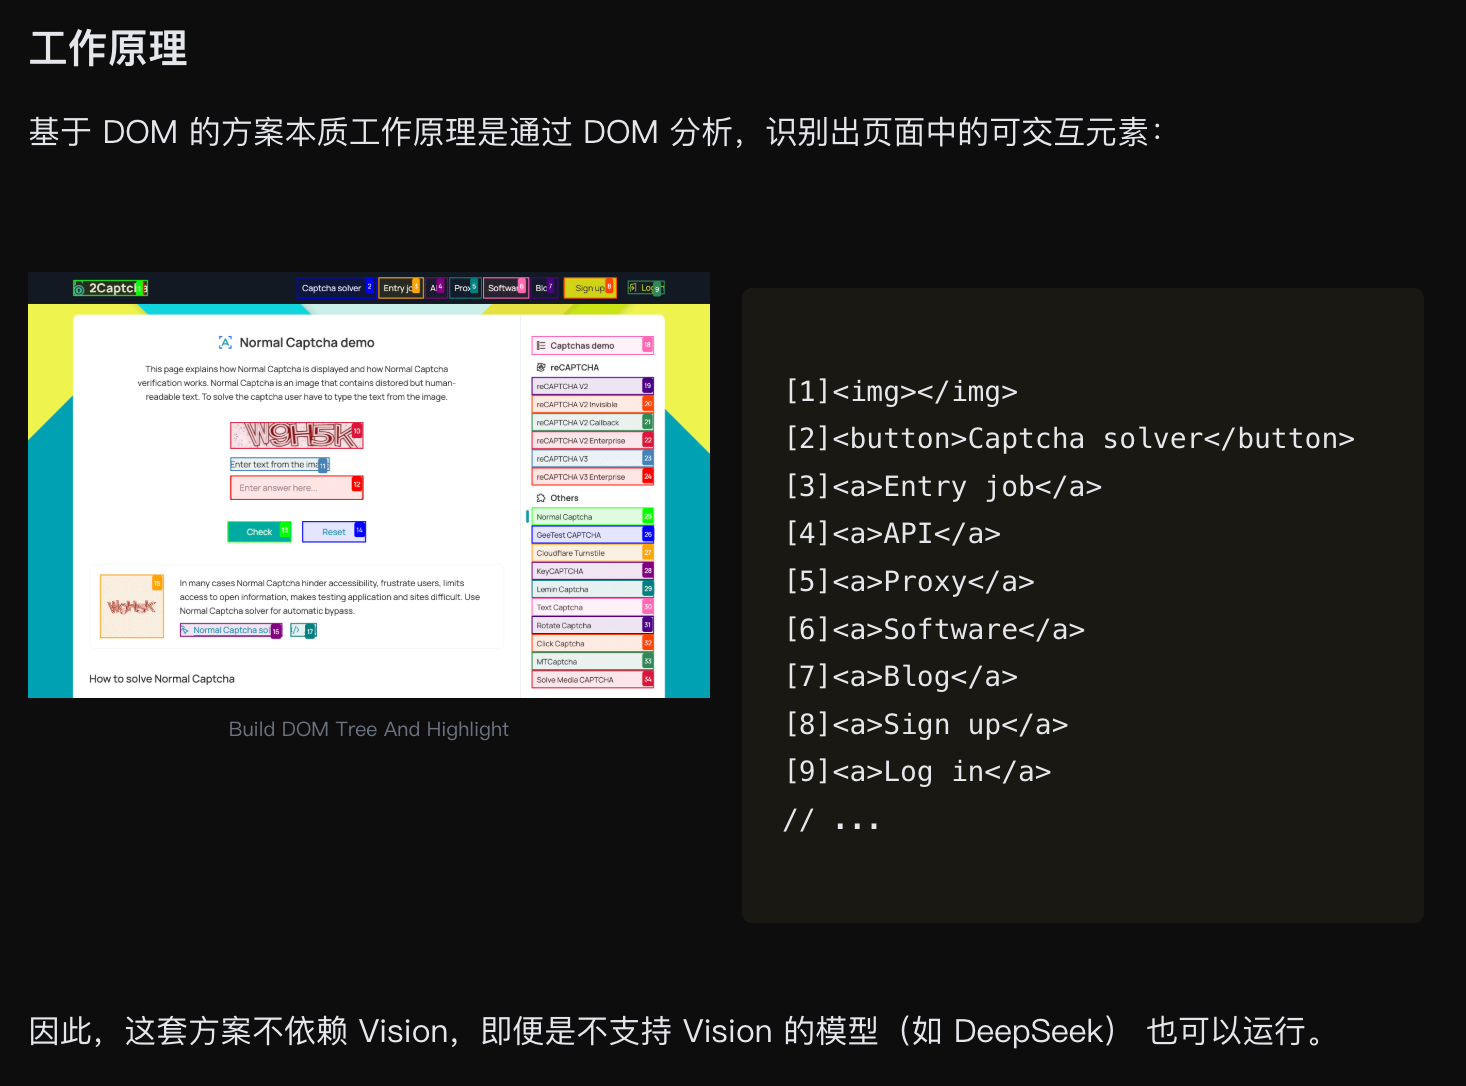 工作原理
基于 DOM 的方案本质工作原理是通过 DOM 分析，识别出页面中的可交互元素：
2Captch
Captcha solver 2
Entry jo 3
A 4
Prox 5
Softwa 6
Blo 7
Sign up 8
Lo 9
Normal Captcha demo
This page explains how Normal Captcha is displayed and how Normal Captcha
verification works. Normal Captcha is an image that contains distored but human-
readable text. To solve the captcha user have to type the text from the image.
W9H5K 10
Enter text from the ima 11
Enter answer here... 12
Check 13
Reset 14
15
W9H5K
In many cases Normal Captcha hinder accessibility, frustrate users, limits
access to open information, makes testing application and sites difficult. Use
Normal Captcha solver for automatic bypass.
Normal Captcha sol 16
</> 17
How to solve Normal Captcha
Captchas demo 18
reCAPTCHA
reCAPTCHA V2 19
reCAPTCHA V2 Invisible 20
reCAPTCHA V2 Callback 21
reCAPTCHA V2 Enterprise 22
reCAPTCHA V3 23
reCAPTCHA V3 Enterprise 24
Others
Normal Captcha 25
GeeTest CAPTCHA 26
Cloudflare Turnstile 27
KeyCAPTCHA 28
Lemin Captcha 29
Text Captcha 30
Rotate Captcha 31
Click Captcha 32
MTCaptcha 33
Solve Media CAPTCHA 34
Build DOM Tree And Highlight
[1]<img></img>
[2]<button>Captcha solver</button>
[3]<a>Entry job</a>
[4]<a>API</a>
[5]<a>Proxy</a>
[6]<a>Software</a>
[7]<a>Blog</a>
[8]<a>Sign up</a>
[9]<a>Log in</a>
// ...
因此，这套方案不依赖 Vision，即便是不支持 Vision 的模型（如 DeepSeek） 也可以运行。